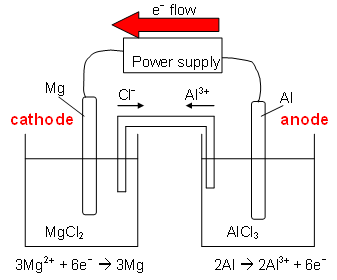 e⁻ flow
Power supply
Mg
Cl⁻
Al³⁺
Al
cathode
anode
MgCl₂
AlCl₃
3Mg²⁺ + 6e⁻ → 3Mg
2Al → 2Al³⁺ + 6e⁻